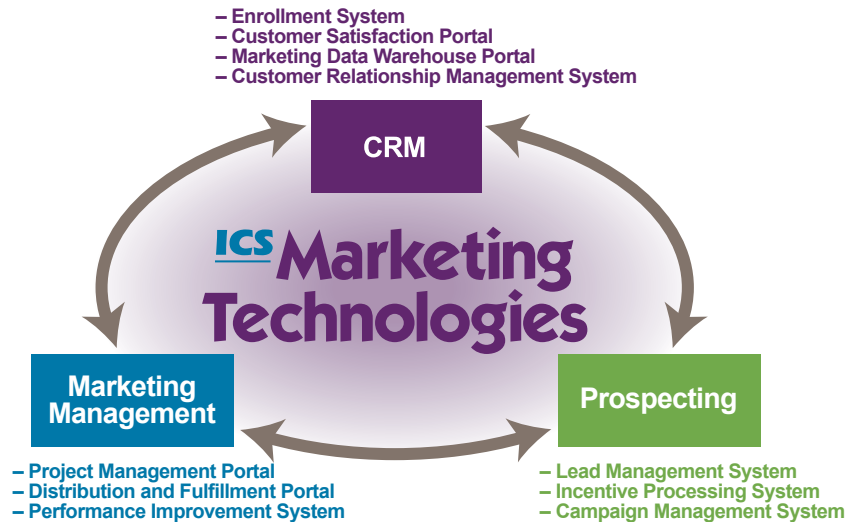 – Enrollment System
– Customer Satisfaction Portal
– Marketing Data Warehouse Portal
– Customer Relationship Management System
CRM
ICS Marketing
Technologies
Marketing
Management
– Project Management Portal
– Distribution and Fulfillment Portal
– Performance Improvement System
Prospecting
– Lead Management System
– Incentive Processing System
– Campaign Management System